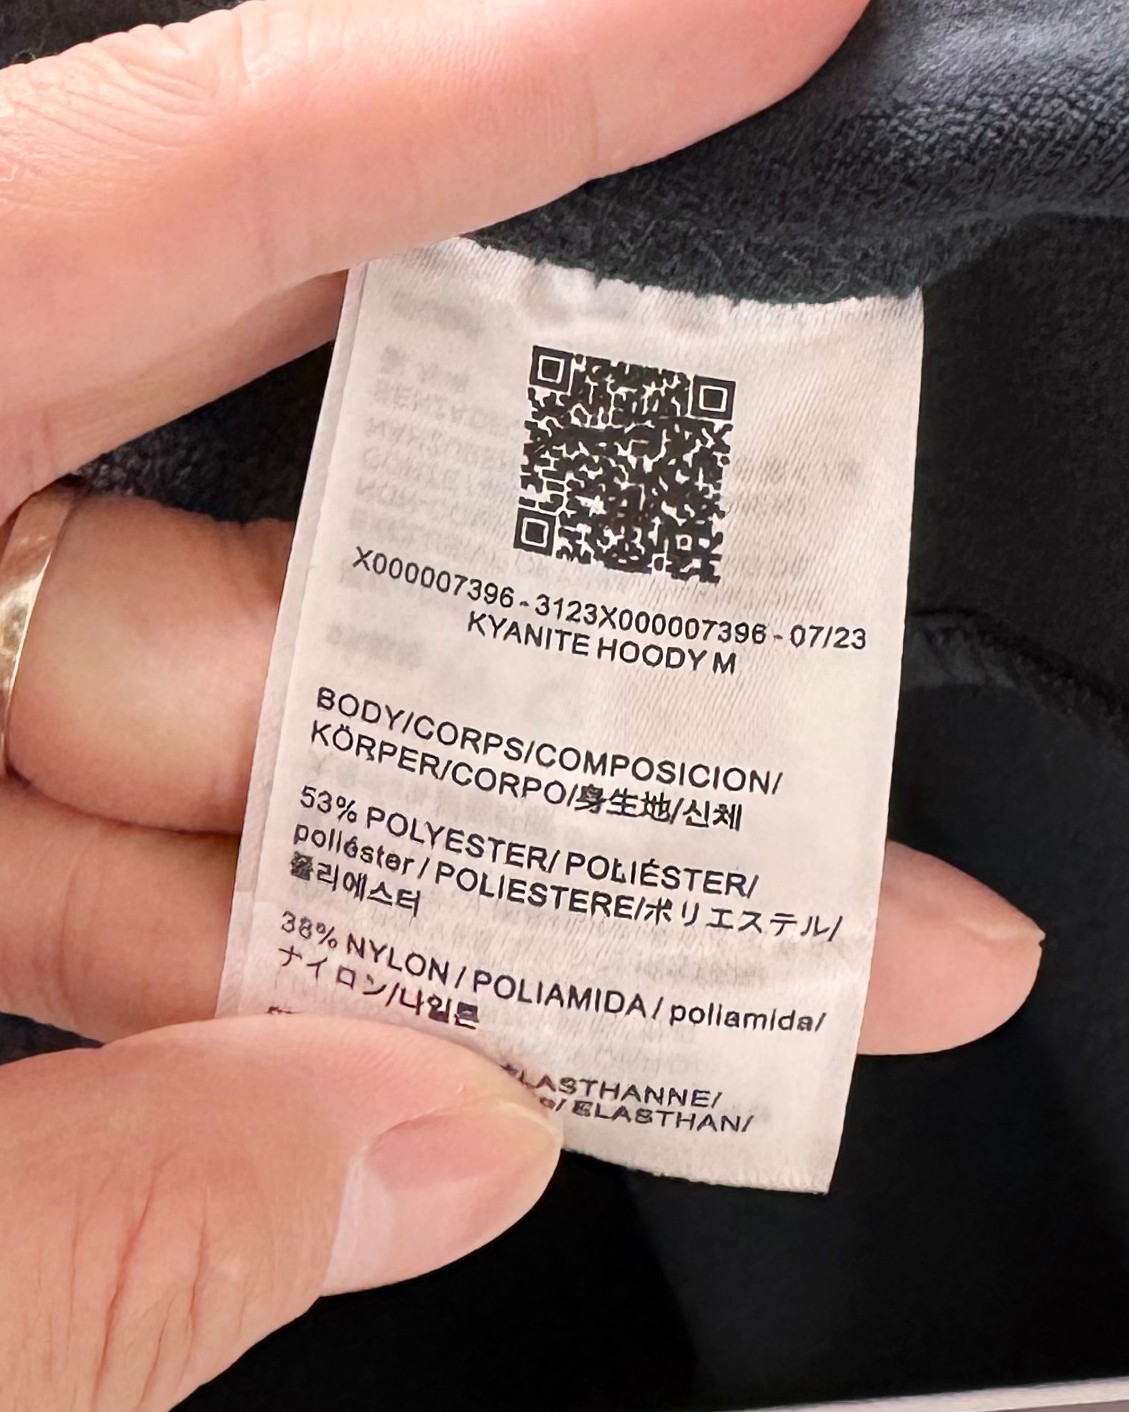 X000007396 - 3123X000007396 - 07/23
KYANITE HOODY M
BODY/CORPS/COMPOSICION/
KÖRPER/CORPO/身生地/신체
53% POLYESTER/ POLIÉSTER/
poliéster / POLIESTERE/ポリエステル/
폴리에스터
38% NYLON / POLIAMIDA / poliamida/
ナイロン/나일론
ELASTHANNE/
ELASTHAN/